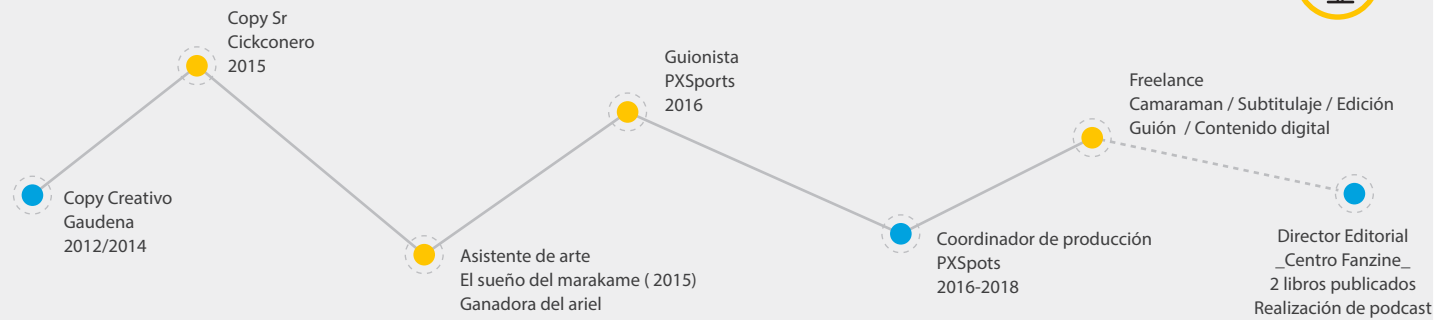 Copy Creativo
Gaudena
2012/2014
Copy Sr
Cickconero
2015
Asistente de arte
El sueño del marakame ( 2015)
Ganadora del ariel
Guionista
PXSports
2016
Coordinador de producción
PXSpots
2016-2018
Freelance
Camaraman / Subtitulaje / Edición
Guión / Contenido digital
Director Editorial
_Centro Fanzine_
2 libros publicados
Realización de podcast